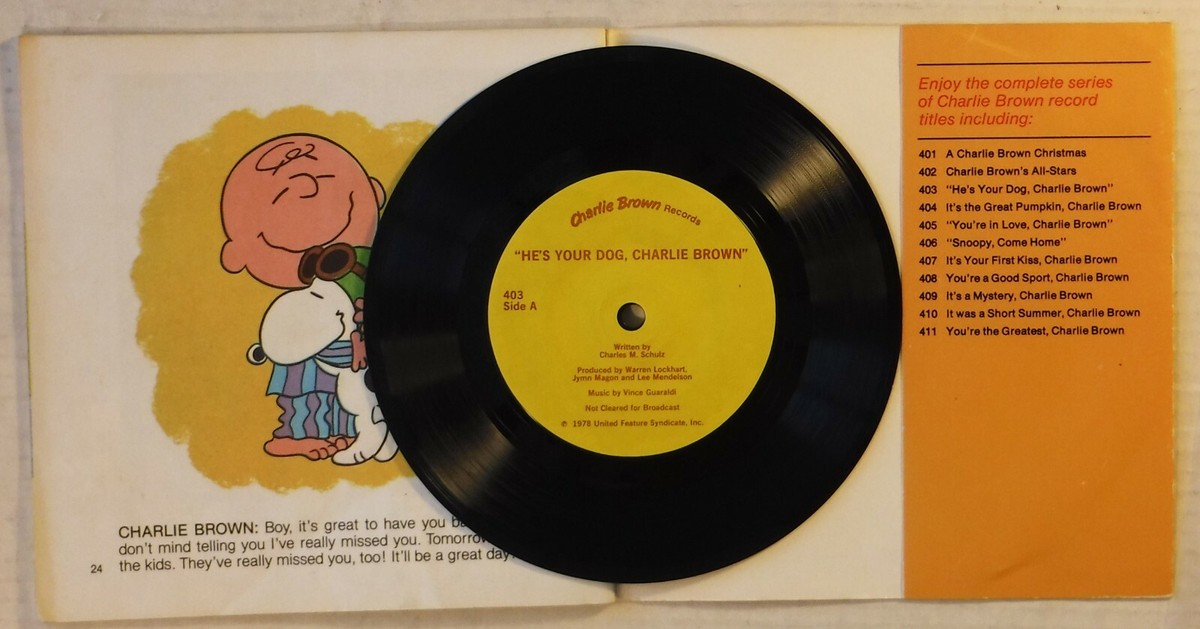 CHARLIE BROWN: Boy, it's great to have you
don't mind telling you I've really missed you. Tomorrow
the kids. They've really missed you, too! It'll be a great day
24
Charlie Brown Records
"HE'S YOUR DOG, CHARLIE BROWN"
403
Side A
Written by
Charles M. Schulz
Produced by Warren Lockhart,
Jymn Magon and Lee Mendelson
Music by Vince Guaraldi
Not Cleared for Broadcast
℗ 1978 United Feature Syndicate, Inc.
Enjoy the complete series
of Charlie Brown record
titles including:
401 A Charlie Brown Christmas
402 Charlie Brown's All-Stars
403 "He's Your Dog, Charlie Brown"
404 It's the Great Pumpkin, Charlie Brown
405 "You're in Love, Charlie Brown"
406 "Snoopy, Come Home"
407 It's Your First Kiss, Charlie Brown
408 You're a Good Sport, Charlie Brown
409 It's a Mystery, Charlie Brown
410 It was a Short Summer, Charlie Brown
411 You're the Greatest, Charlie Brown